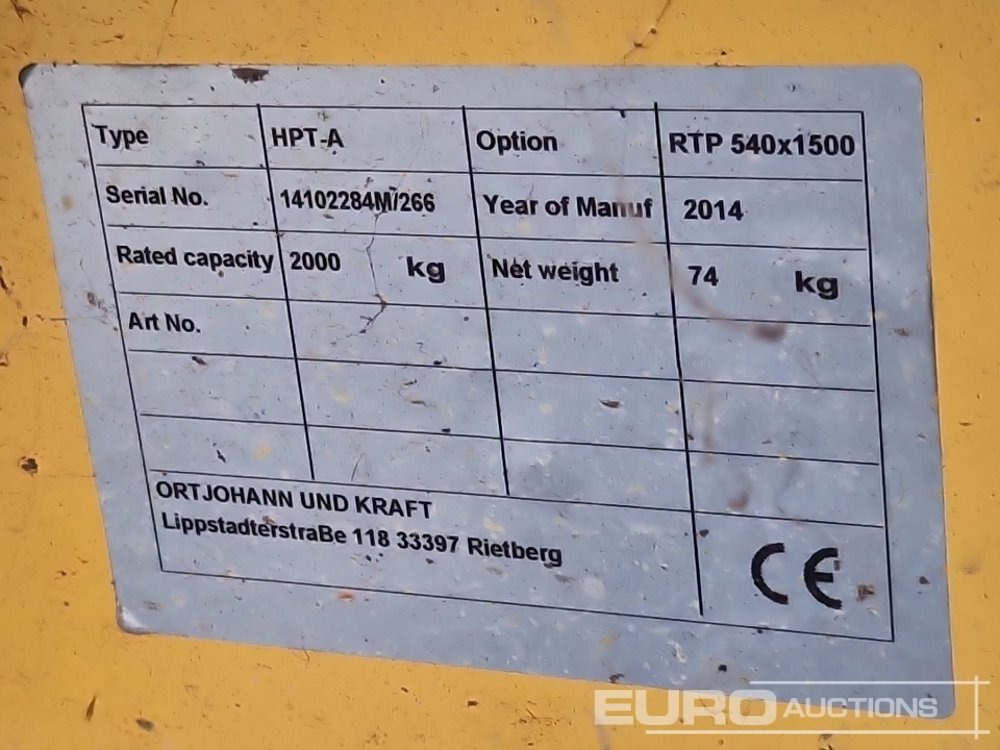 Type HPT-A Option RTP 540x1500
Serial No. 14102284M/266 Year of Manuf 2014
Rated capacity 2000 kg Net weight 74 kg
Art No.
ORTJOHANN UND KRAFT
LippstadterstraBe 118 33397 Rietberg
CE
EURO AUCTIONS